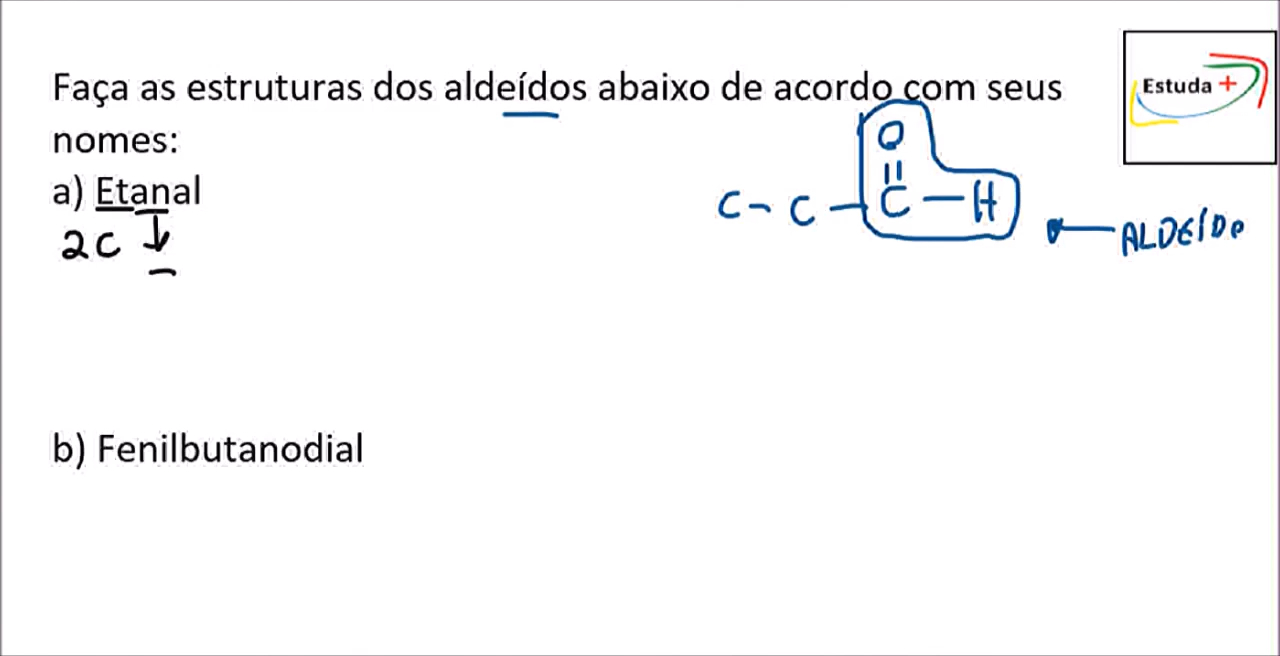 Faça as estruturas dos aldeídos abaixo de acordo com seus
nomes:
a) Etanal
2C
O
C - C - C - H
ALDEÍDO
b) Fenilbutanodial
Estuda +